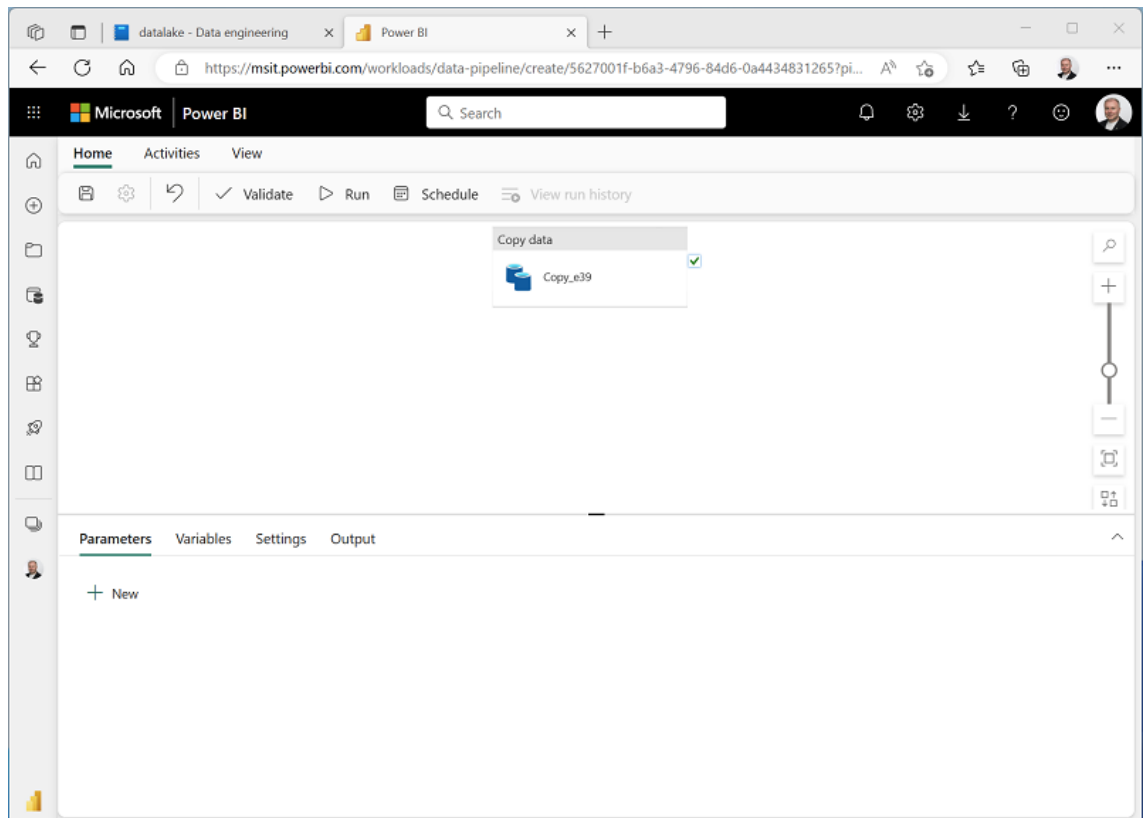 datalake - Data engineering
Power BI
https://msit.powerbi.com/workloads/data-pipeline/create/5627001f-b6a3-4796-84d6-0a4434831265?pi...
Microsoft Power BI
Search
Home Activities View
Validate Run Schedule View run history
Copy data
Copy_e39
Parameters Variables Settings Output
New